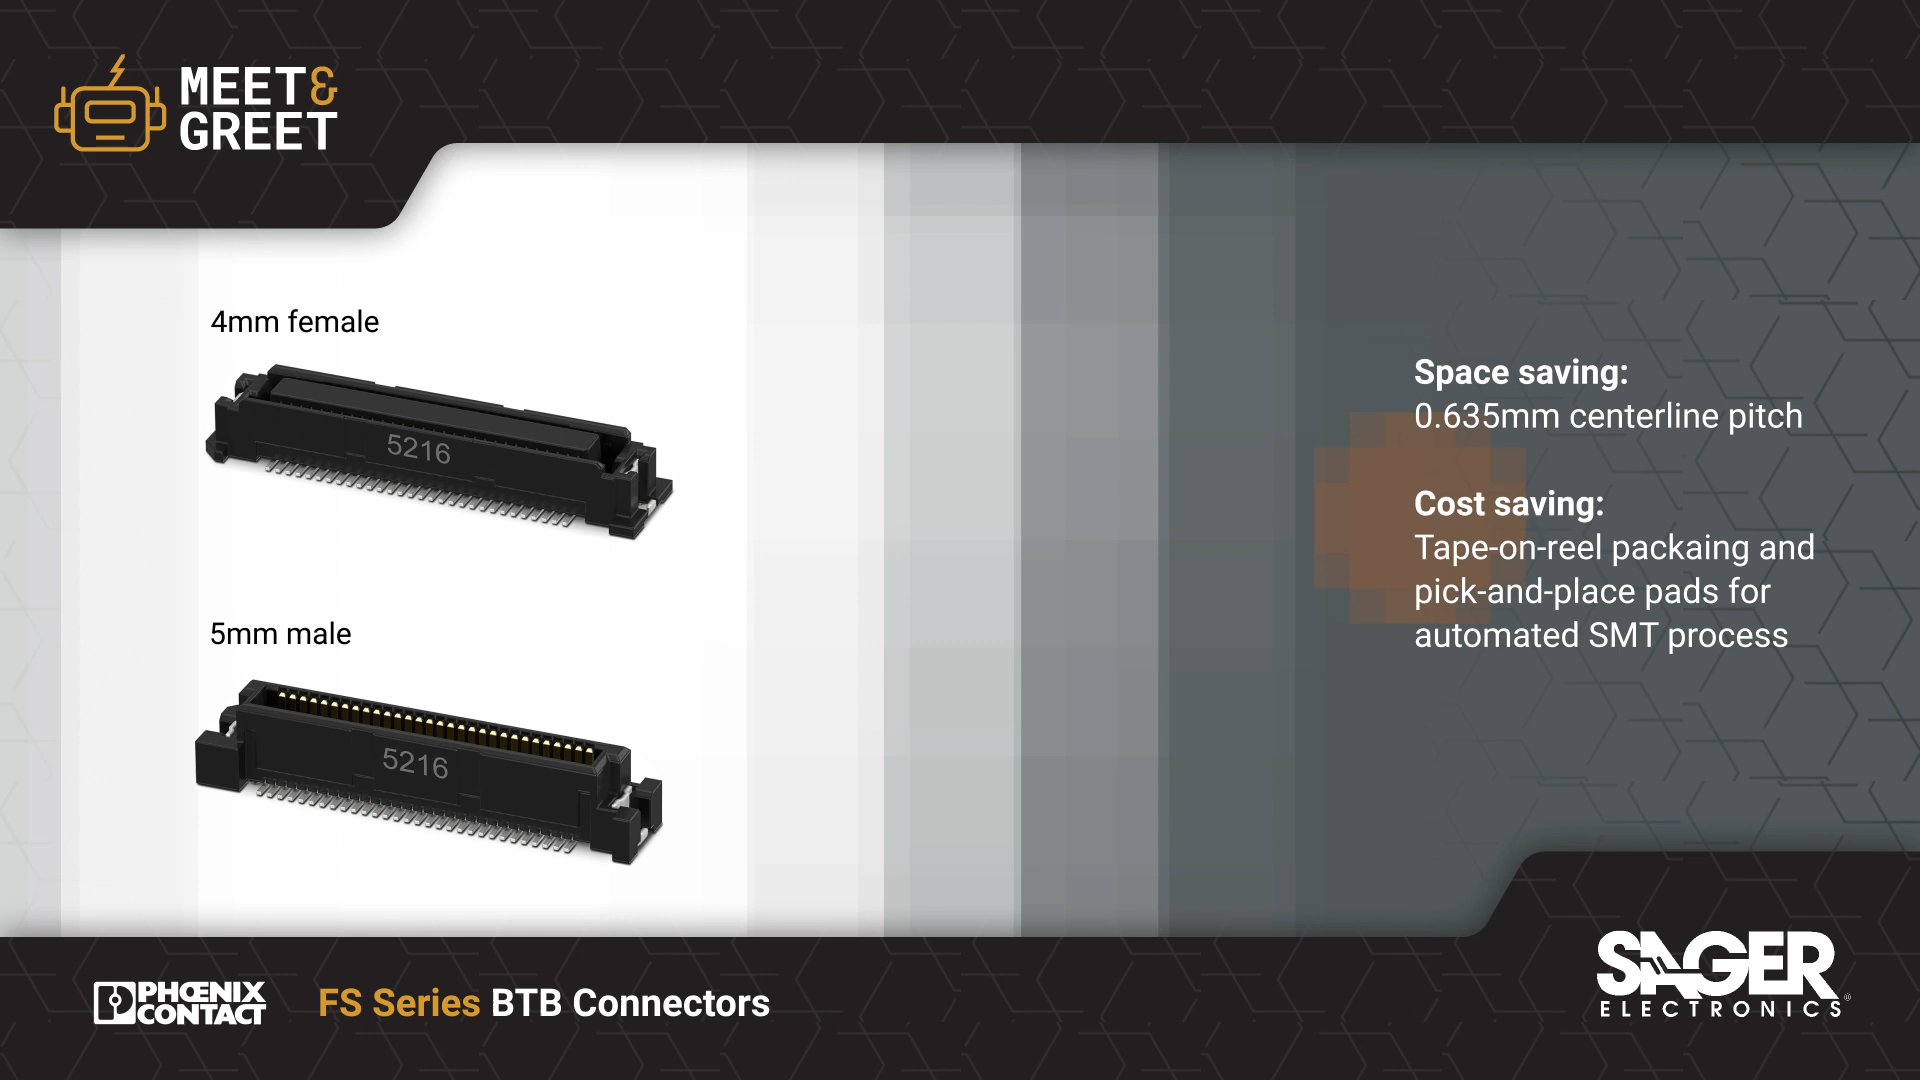 MEET&
GREET
4mm female
5216
5mm male
5216
Space saving:
0.635mm centerline pitch
Cost saving:
Tape-on-reel packaing and
pick-and-place pads for
automated SMT process
PHŒNIX
CONTACT
FS Series BTB Connectors
SAGER
ELECTRONICS®